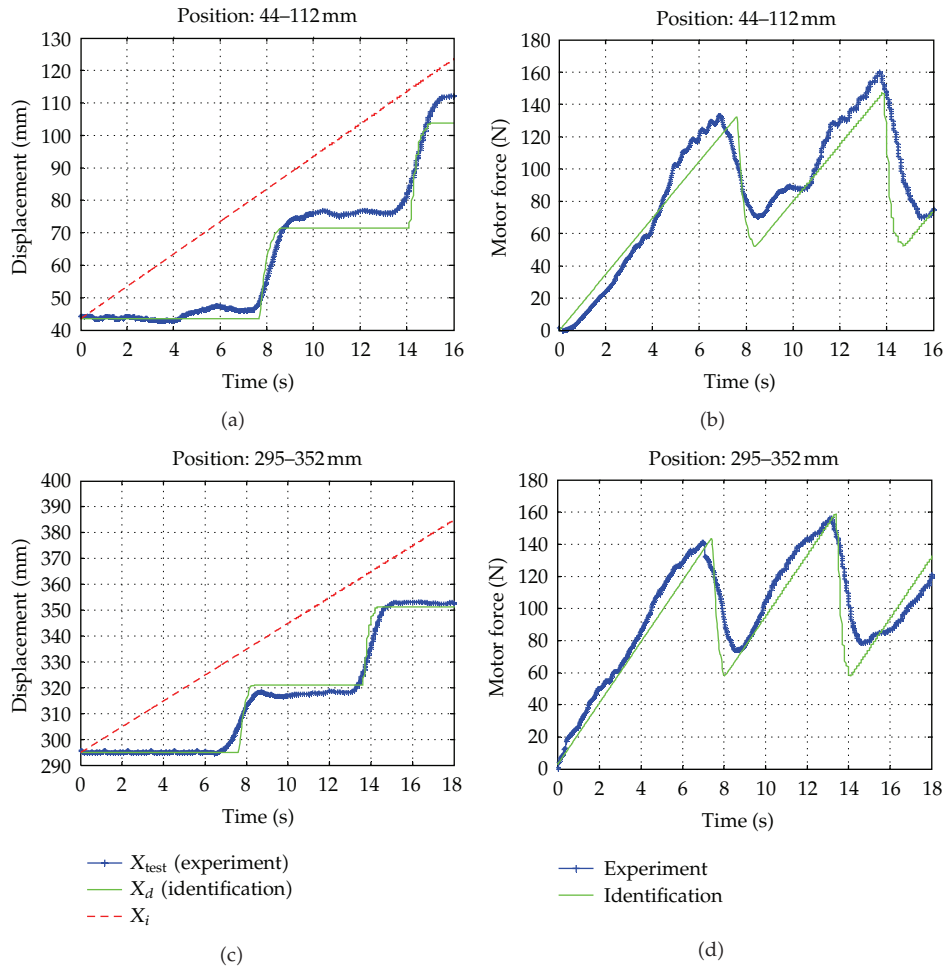 Position: 44–112 mm
Displacement (mm)
130
120
110
100
90
80
70
60
50
40
0 2 4 6 8 10 12 14 16
Time (s)
(a)
Position: 44–112 mm
Motor force (N)
180
160
140
120
100
80
60
40
20
0
0 2 4 6 8 10 12 14 16
Time (s)
(b)
Position: 295–352 mm
Displacement (mm)
400
390
380
370
360
350
340
330
320
310
300
290
0 2 4 6 8 10 12 14 16 18
Time (s)
X_test (experiment)
X_d (identification)
X_i
(c)
Position: 295–352 mm
Motor force (N)
180
160
140
120
100
80
60
40
20
0
0 2 4 6 8 10 12 14 16 18
Time (s)
Experiment
Identification
(d)